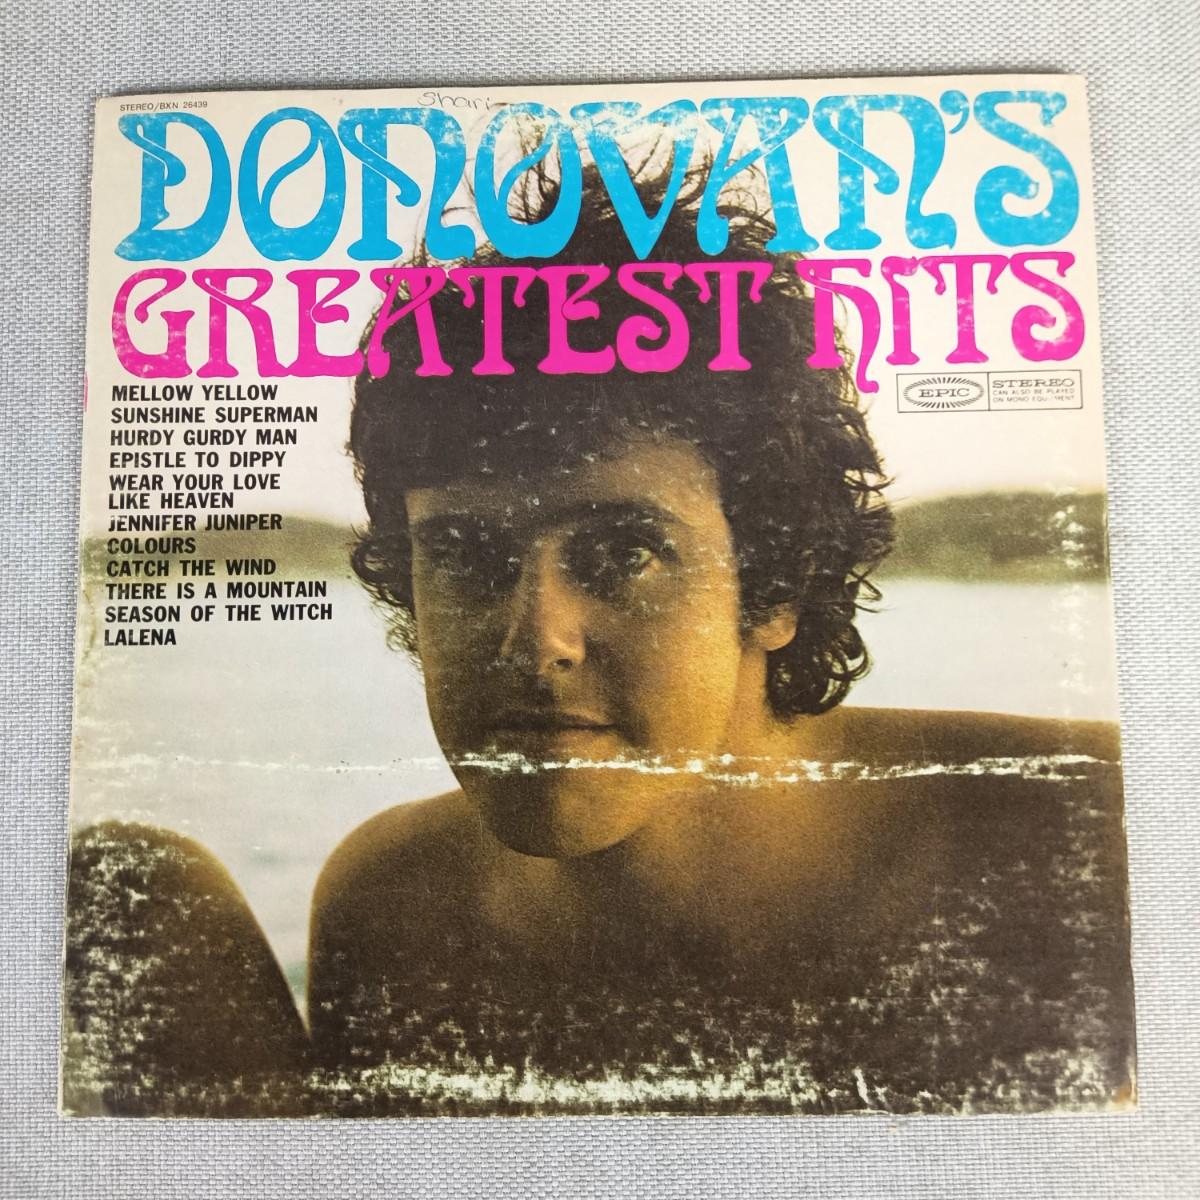 STEREO/BXN 26439
Shari
DONOVAN'S
GREATEST HITS
MELLOW YELLOW
SUNSHINE SUPERMAN
HURDY GURDY MAN
EPISTLE TO DIPPY
WEAR YOUR LOVE
LIKE HEAVEN
JENNIFER JUNIPER
COLOURS
CATCH THE WIND
THERE IS A MOUNTAIN
SEASON OF THE WITCH
LALENA
EPIC
STEREO
CAN ALSO BE PLAYED
ON MONO EQUIPMENT